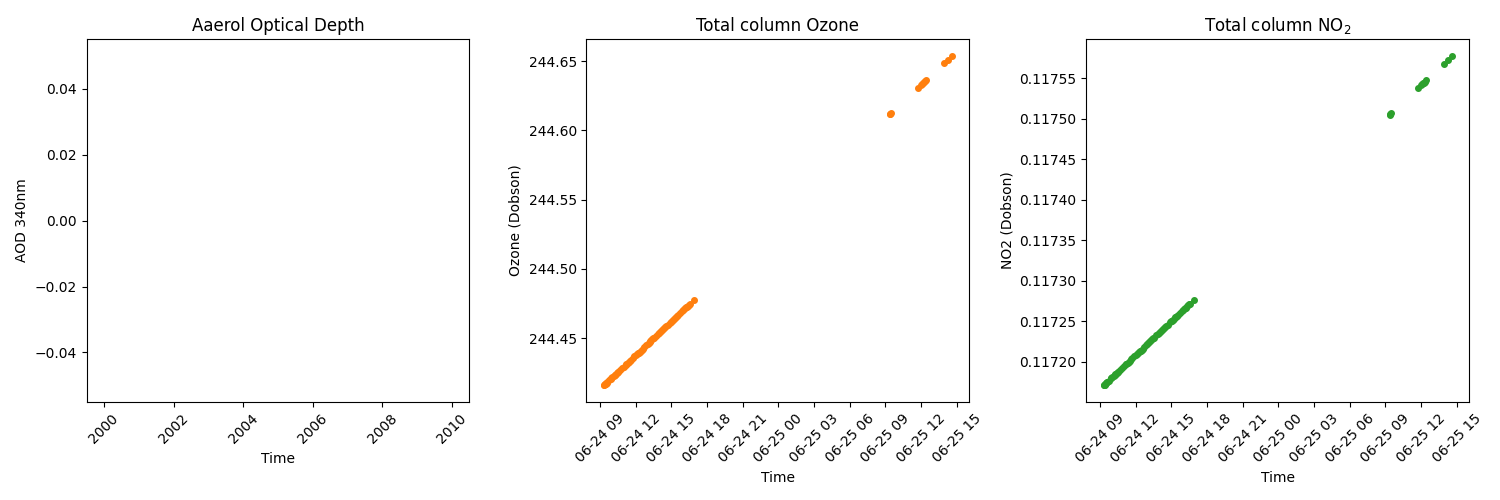 Aaerol Optical Depth
AOD 340nm
0.04
0.02
0.00
−0.02
−0.04
2000 2002 2004 2006 2008 2010
Time
Total column Ozone
Ozone (Dobson)
244.65
244.60
244.55
244.50
244.45
06-24 09 06-24 12 06-24 15 06-24 18 06-24 21 06-25 00 06-25 03 06-25 06 06-25 09 06-25 12 06-25 15
Time
Total column NO₂
NO2 (Dobson)
0.11755
0.11750
0.11745
0.11740
0.11735
0.11730
0.11725
0.11720
06-24 09 06-24 12 06-24 15 06-24 18 06-24 21 06-25 00 06-25 03 06-25 06 06-25 09 06-25 12 06-25 15
Time